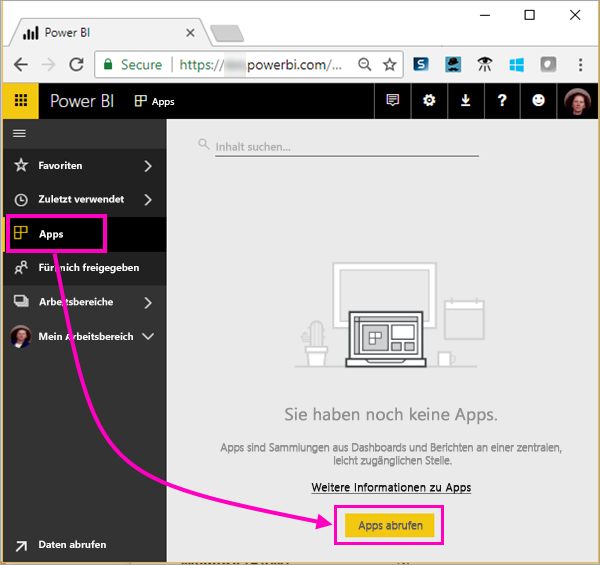 Power BI
Secure https:// powerbi.com/...
Power BI Apps
Inhalt suchen...
Favoriten
Zuletzt verwendet
Apps
Für mich freigegeben
Arbeitsbereiche
Mein Arbeitsbereich
Sie haben noch keine Apps.
Apps sind Sammlungen aus Dashboards und Berichten an einer zentralen,
leicht zugänglichen Stelle.
Weitere Informationen zu Apps
Apps abrufen
Daten abrufen